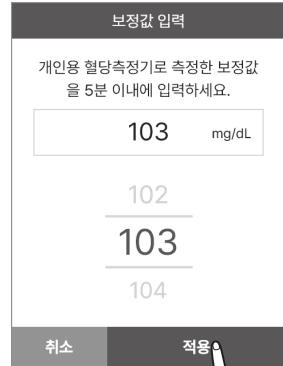 보정값 입력
개인용 혈당측정기로 측정한 보정값
을 5분 이내에 입력하세요.
103 mg/dL
102
103
104
취소 적용